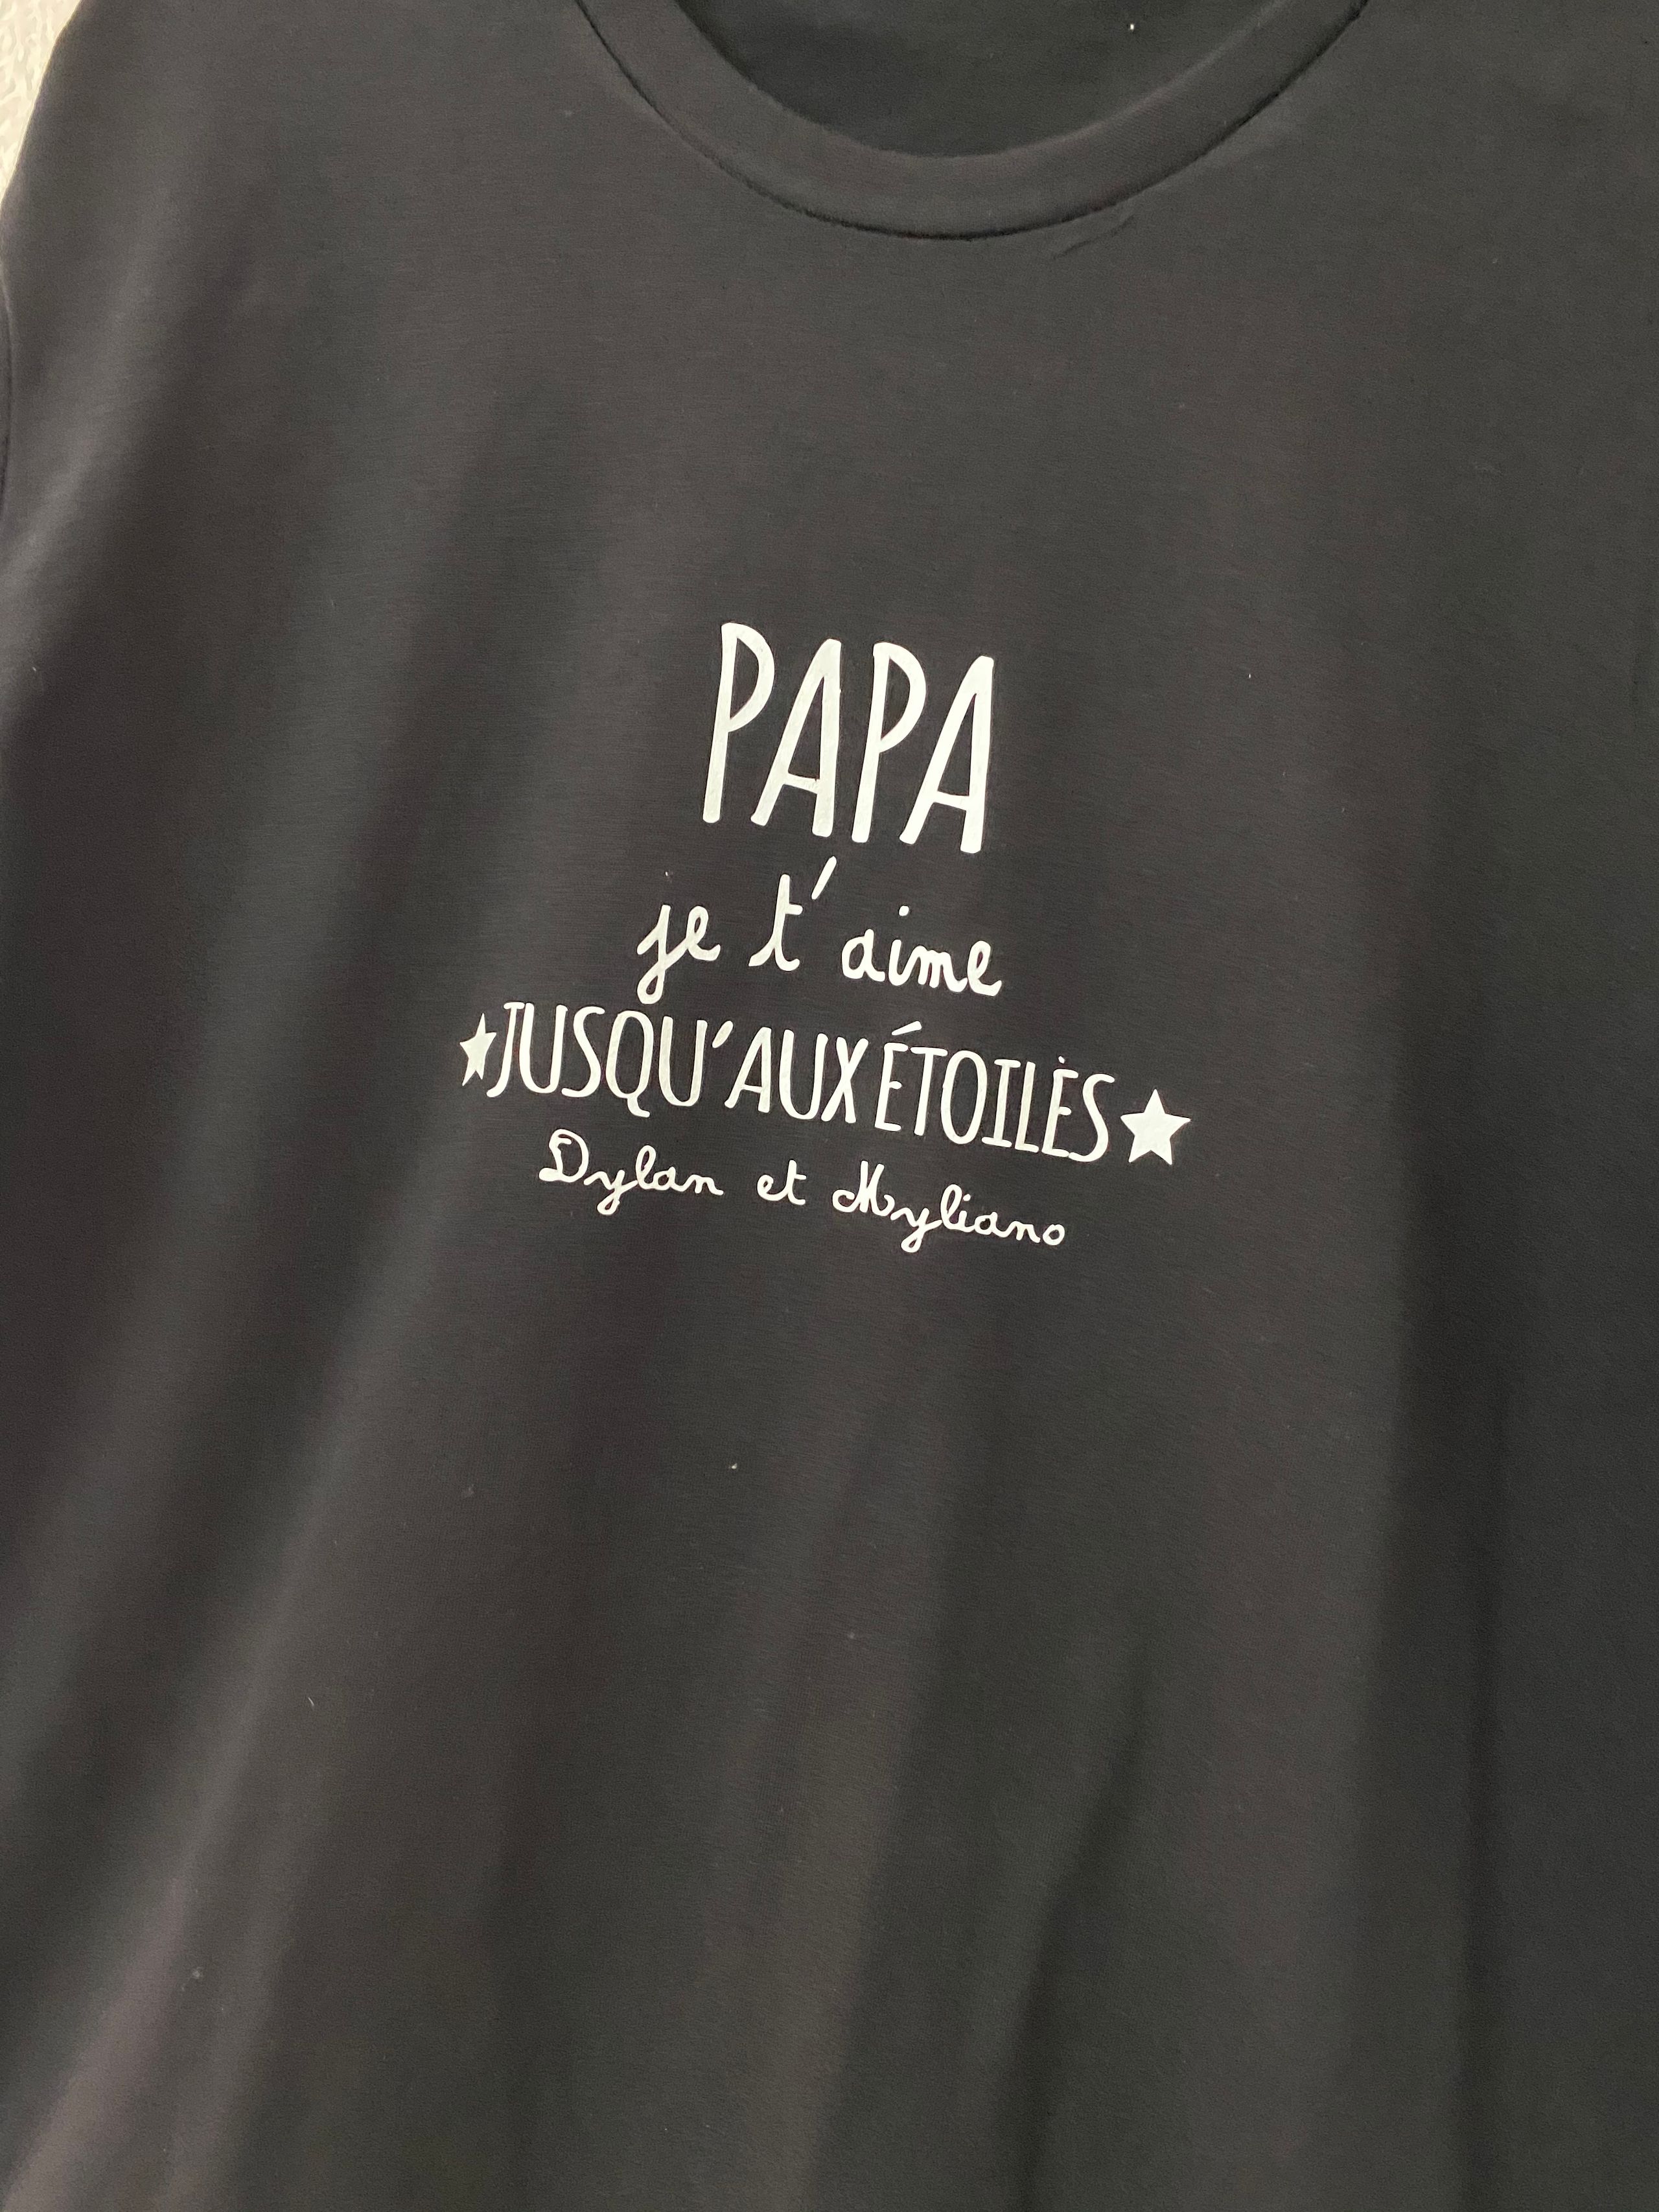 PAPA
je t'aime
★JUSQU'AUX ÉTOILES★
Dylan et Myliano